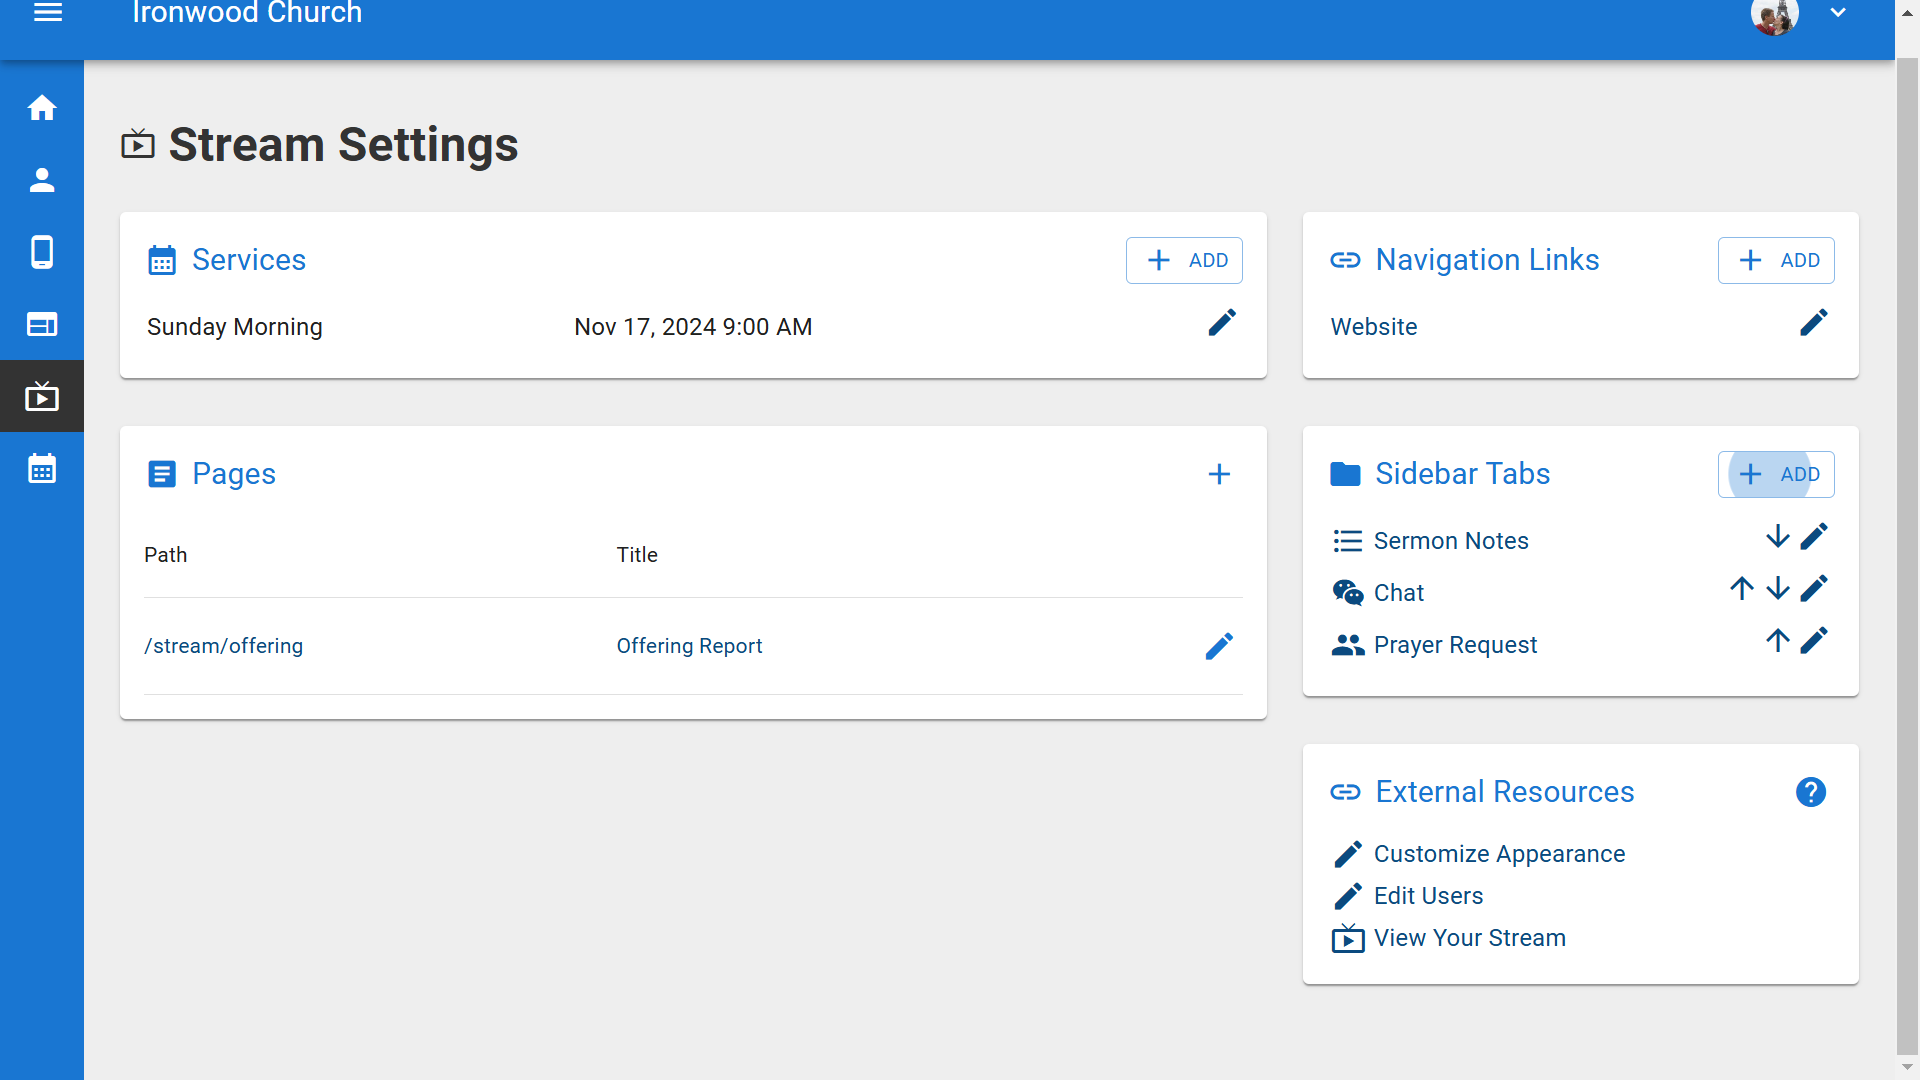 Ironwood Church
Stream Settings
Services
ADD
Sunday Morning
Nov 17, 2024 9:00 AM
Navigation Links
ADD
Website
Pages
Path
Title
/stream/offering
Offering Report
Sidebar Tabs
ADD
Sermon Notes
Chat
Prayer Request
External Resources
Customize Appearance
Edit Users
View Your Stream